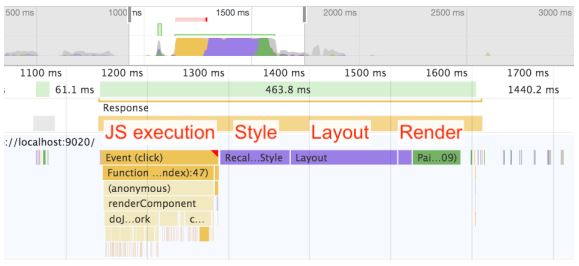 500 ms 1000 ms 1500 ms 2000 ms 2500 ms 3000 ms
1100 ms 1200 ms 1300 ms 1400 ms 1500 ms 1600 ms 1700 ms
61.1 ms 463.8 ms 1440.2 ms
Response
JS execution Style Layout Render
://localhost:9020/
Event (click) Recal...Style Layout Pai...09)
Function ...ndex):47)
(anonymous)
renderComponent
doJ...ork c...